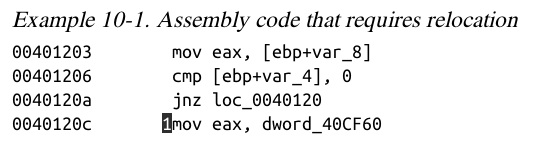 Example 10-1. Assembly code that requires relocation
00401203 mov eax, [ebp+var_8]
00401206 cmp [ebp+var_4], 0
0040120a jnz loc_0040120
0040120c 1mov eax, dword_40CF60